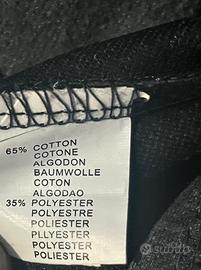 65% COTTON
COTONE
ALGODON
BAUMWOLLE
COTON
ALGODAO
35% POLYESTER
POLYESTRE
POLIESTER
PLLYESTER
POLYESTER
POLIESTER
subito